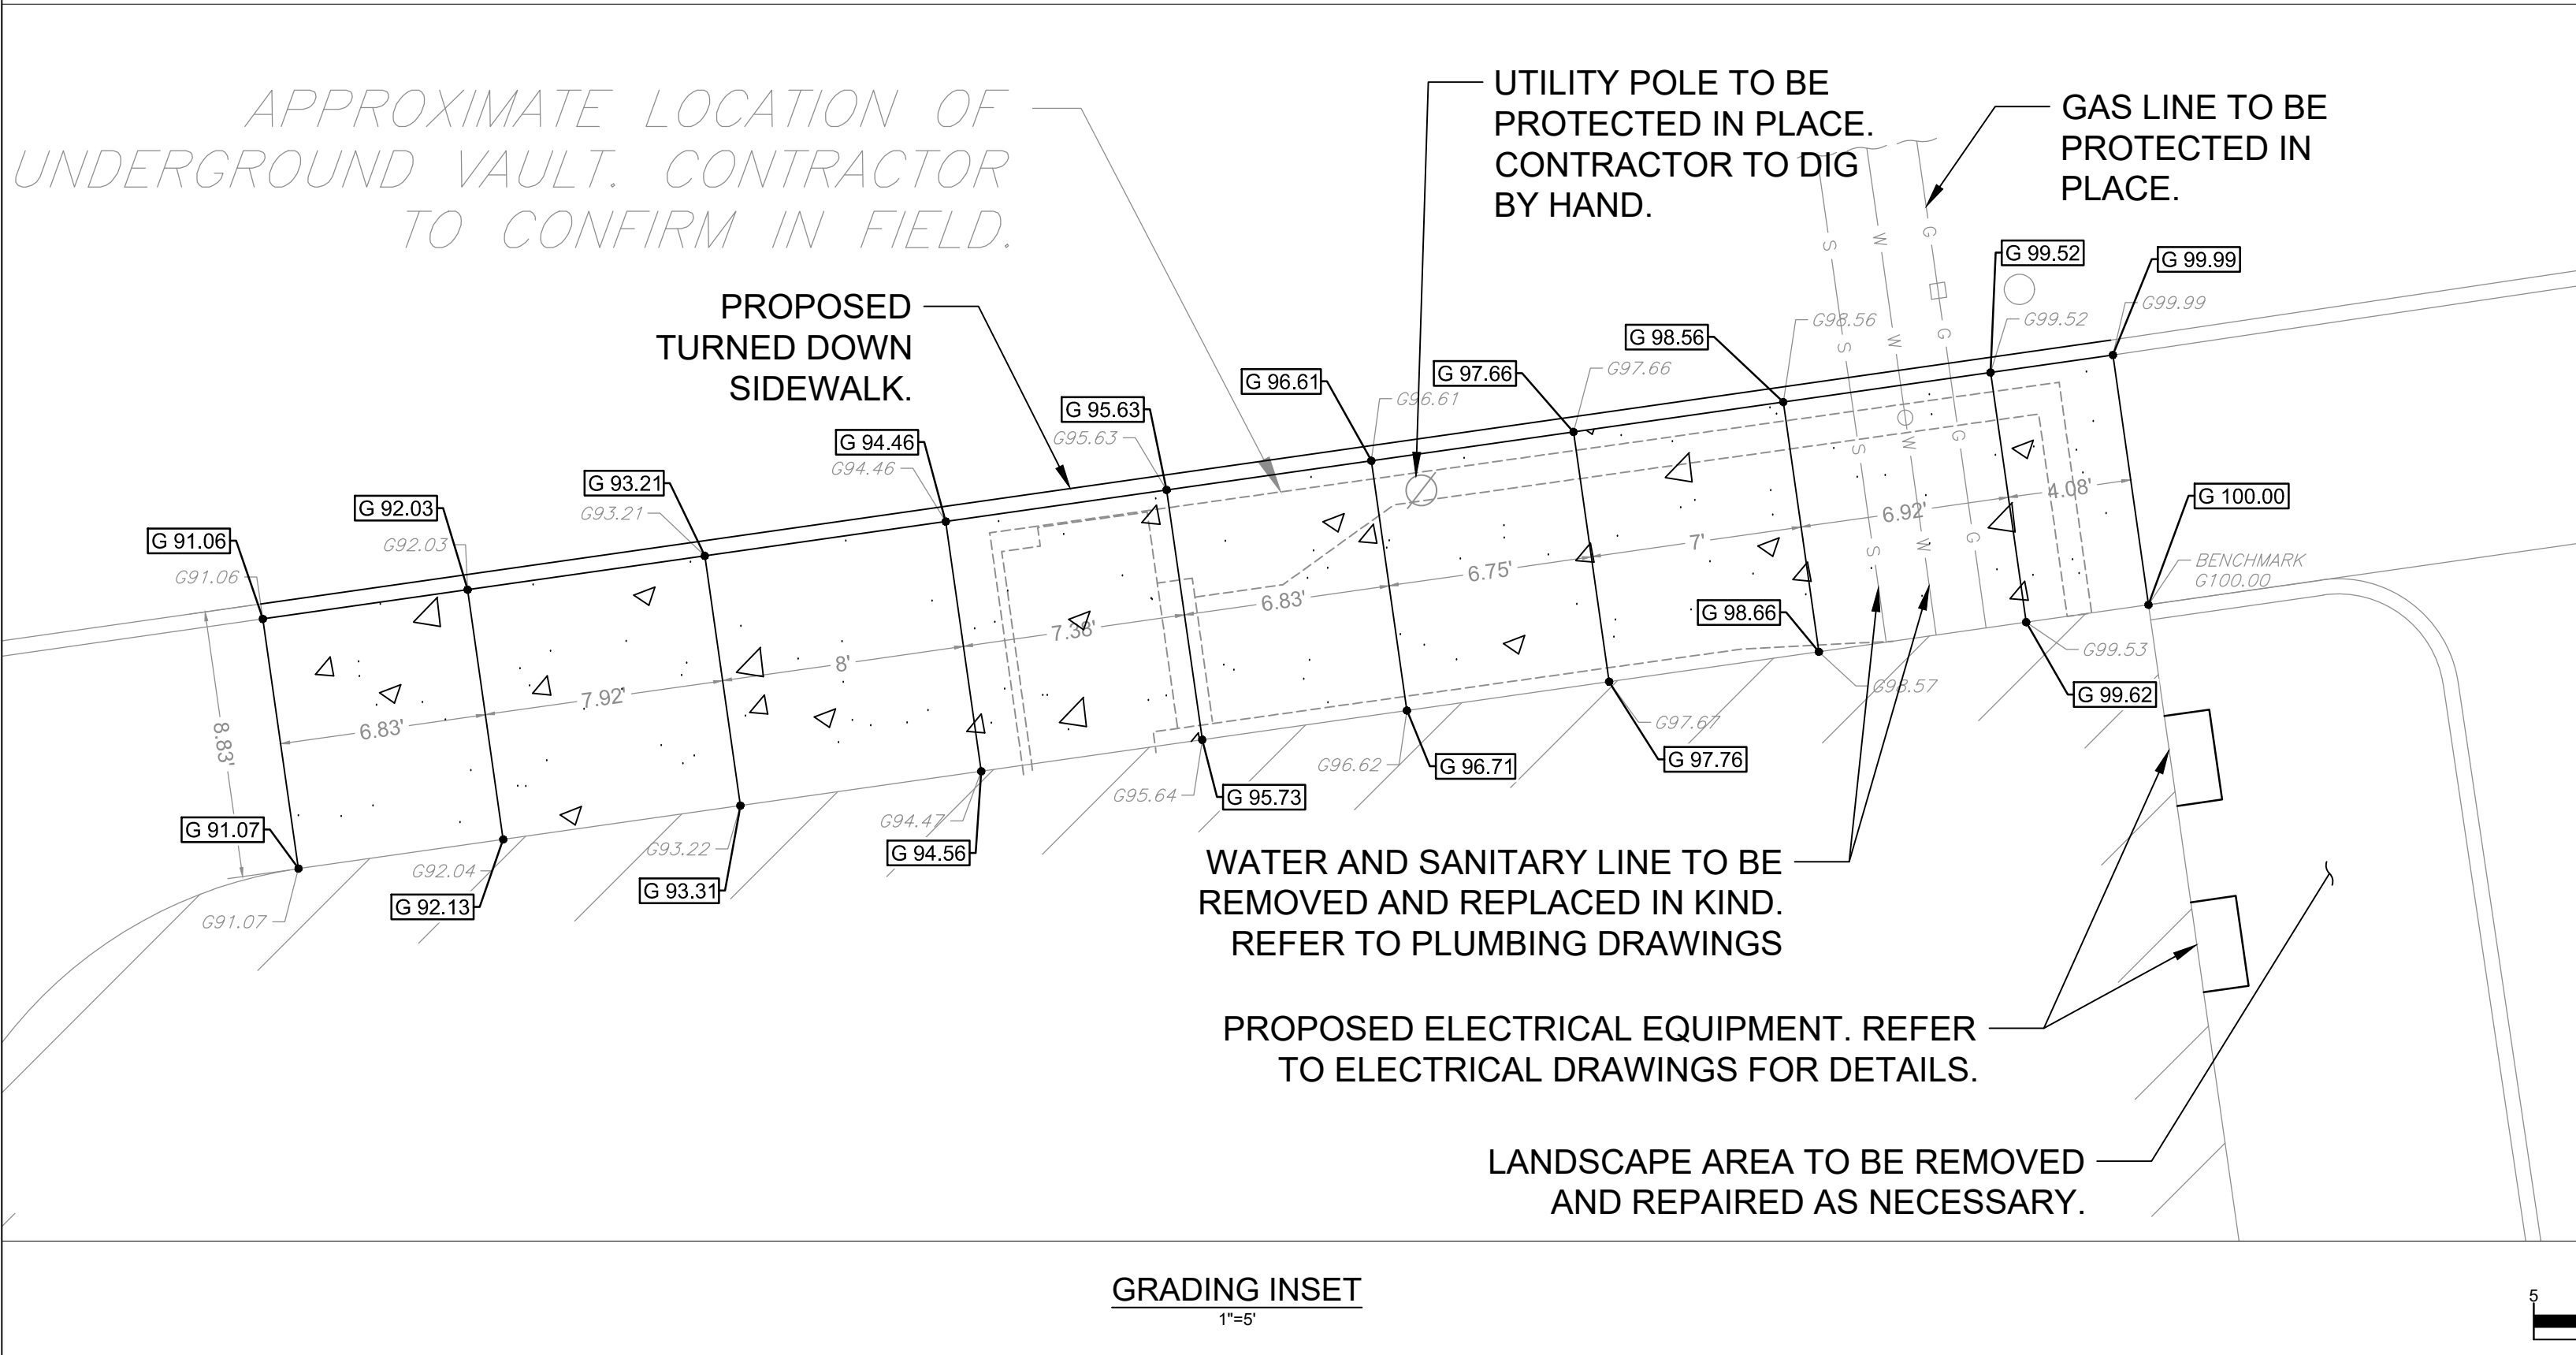 APPROXIMATE LOCATION OF
UNDERGROUND VAULT. CONTRACTOR
TO CONFIRM IN FIELD.
UTILITY POLE TO BE
PROTECTED IN PLACE.
CONTRACTOR TO DIG
BY HAND.
GAS LINE TO BE
PROTECTED IN
PLACE.
PROPOSED
TURNED DOWN
SIDEWALK.
G 91.06
G91.06
G 92.03
G92.03
G 93.21
G93.21
G 94.46
G94.46
G 95.63
G95.63
G 96.61
G96.61
G 97.66
G97.66
G 98.56
G98.56
G 99.52
G99.52
G 99.99
G99.99
S
S
S
S
W
W
W
W
G
G
G
G
8.83'
6.83'
7.92'
8'
7.38'
6.83'
6.75'
7'
6.92'
4.08'
G 100.00
BENCHMARK
G100.00
G 91.07
G91.07
G92.04
G 92.13
G93.22
G 93.31
G94.47
G 94.56
G95.64
G 95.73
G96.62
G 96.71
G97.67
G 97.76
G 98.66
G98.57
G99.53
G 99.62
WATER AND SANITARY LINE TO BE
REMOVED AND REPLACED IN KIND.
REFER TO PLUMBING DRAWINGS
PROPOSED ELECTRICAL EQUIPMENT. REFER
TO ELECTRICAL DRAWINGS FOR DETAILS.
LANDSCAPE AREA TO BE REMOVED
AND REPAIRED AS NECESSARY.
GRADING INSET
1"=5'
5